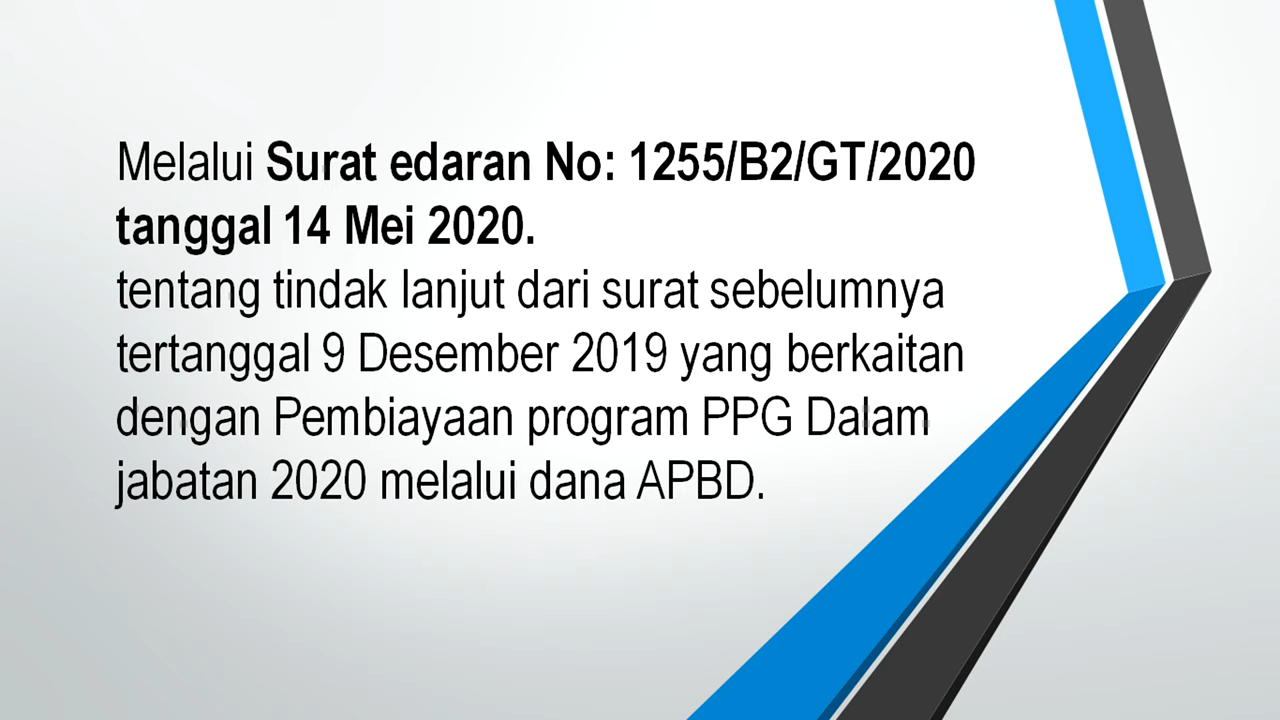 Melalui Surat edaran No: 1255/B2/GT/2020
tanggal 14 Mei 2020.
tentang tindak lanjut dari surat sebelumnya
tertanggal 9 Desember 2019 yang berkaitan
dengan Pembiayaan program PPG Dalam
jabatan 2020 melalui dana APBD.